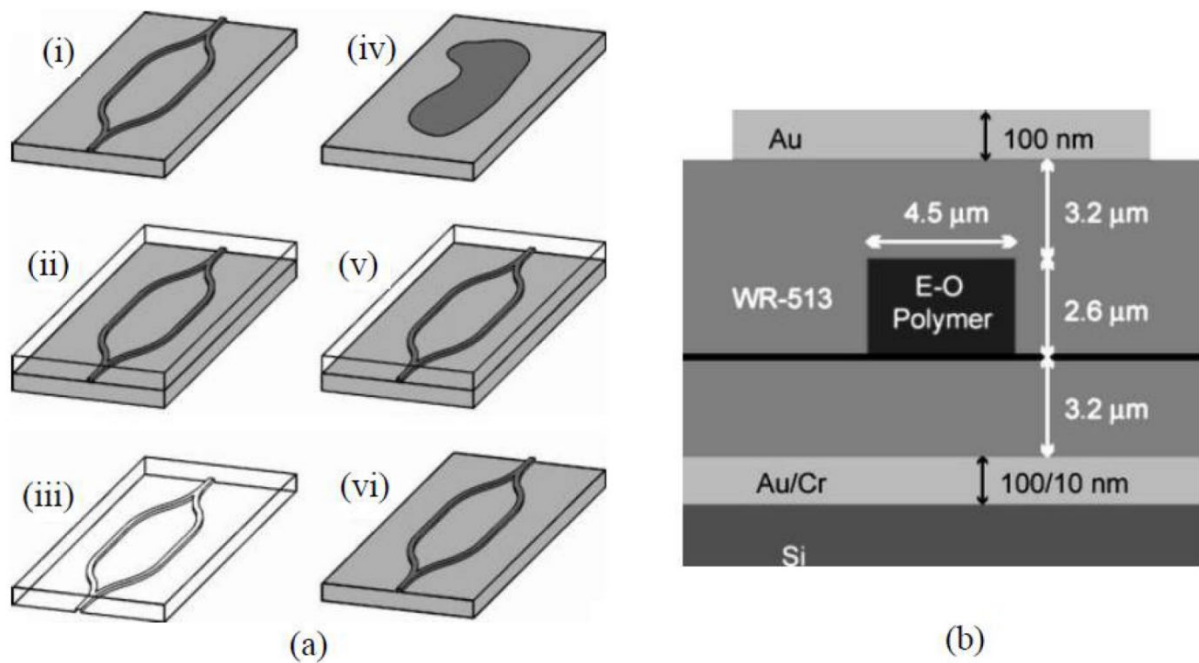 (i)
(iv)
(ii)
(v)
(iii)
(vi)
(a)
Au
100 nm
4.5 µm
3.2 µm
WR-513
E-O
Polymer
2.6 µm
3.2 µm
Au/Cr
100/10 nm
Si
(b)